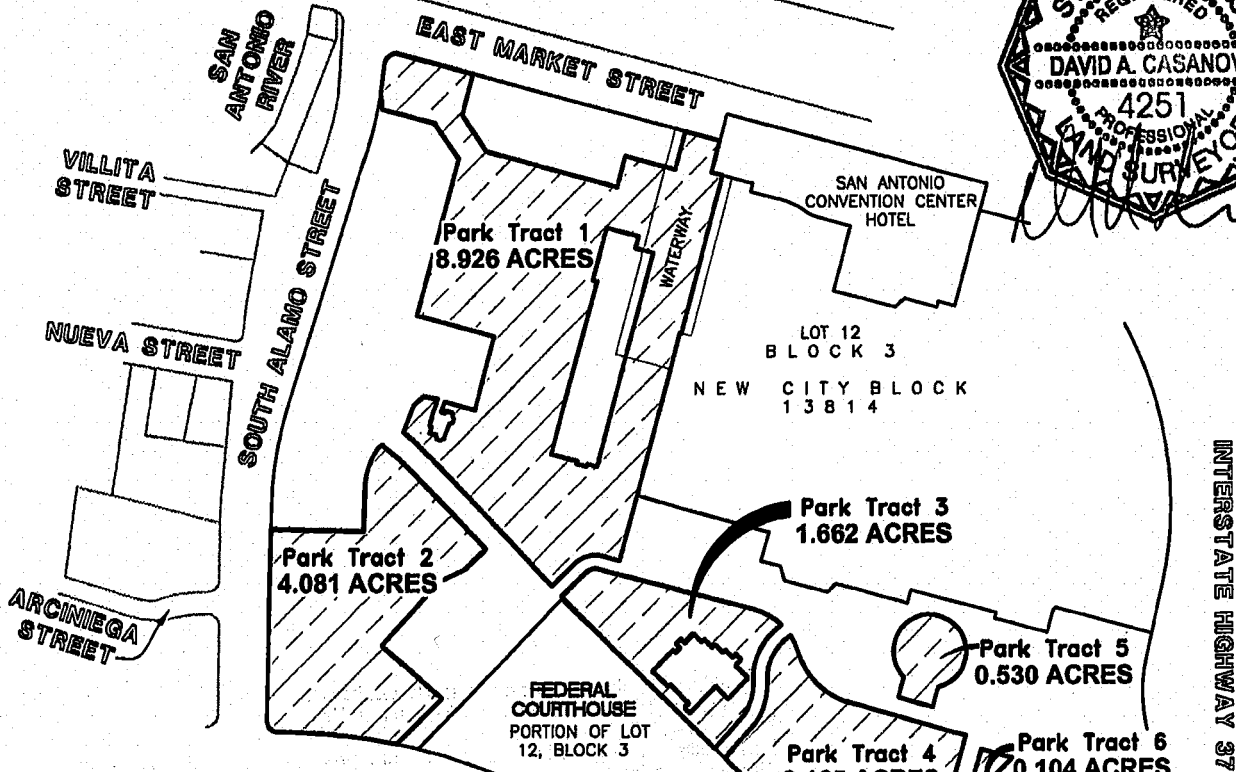 EAST MARKET STREET
SAN
ANTONIO
RIVER
REGISTERED
DAVID A. CASANOV
4251
PROFESSIONAL
LAND SURVEYOR
VILLITA
STREET
SAN ANTONIO
CONVENTION CENTER
HOTEL
Park Tract 1
8.926 ACRES
WATERWAY
SOUTH ALAMO STREET
NUEVA STREET
LOT 12
BLOCK 3
NEW CITY BLOCK
13814
INTERSTATE HIGHWAY 37
Park Tract 3
1.662 ACRES
Park Tract 2
4.081 ACRES
ARCINIEGA
STREET
Park Tract 5
0.530 ACRES
FEDERAL
COURTHOUSE
PORTION OF LOT
12, BLOCK 3
Park Tract 4
ACRES
Park Tract 6
0.104 ACRES